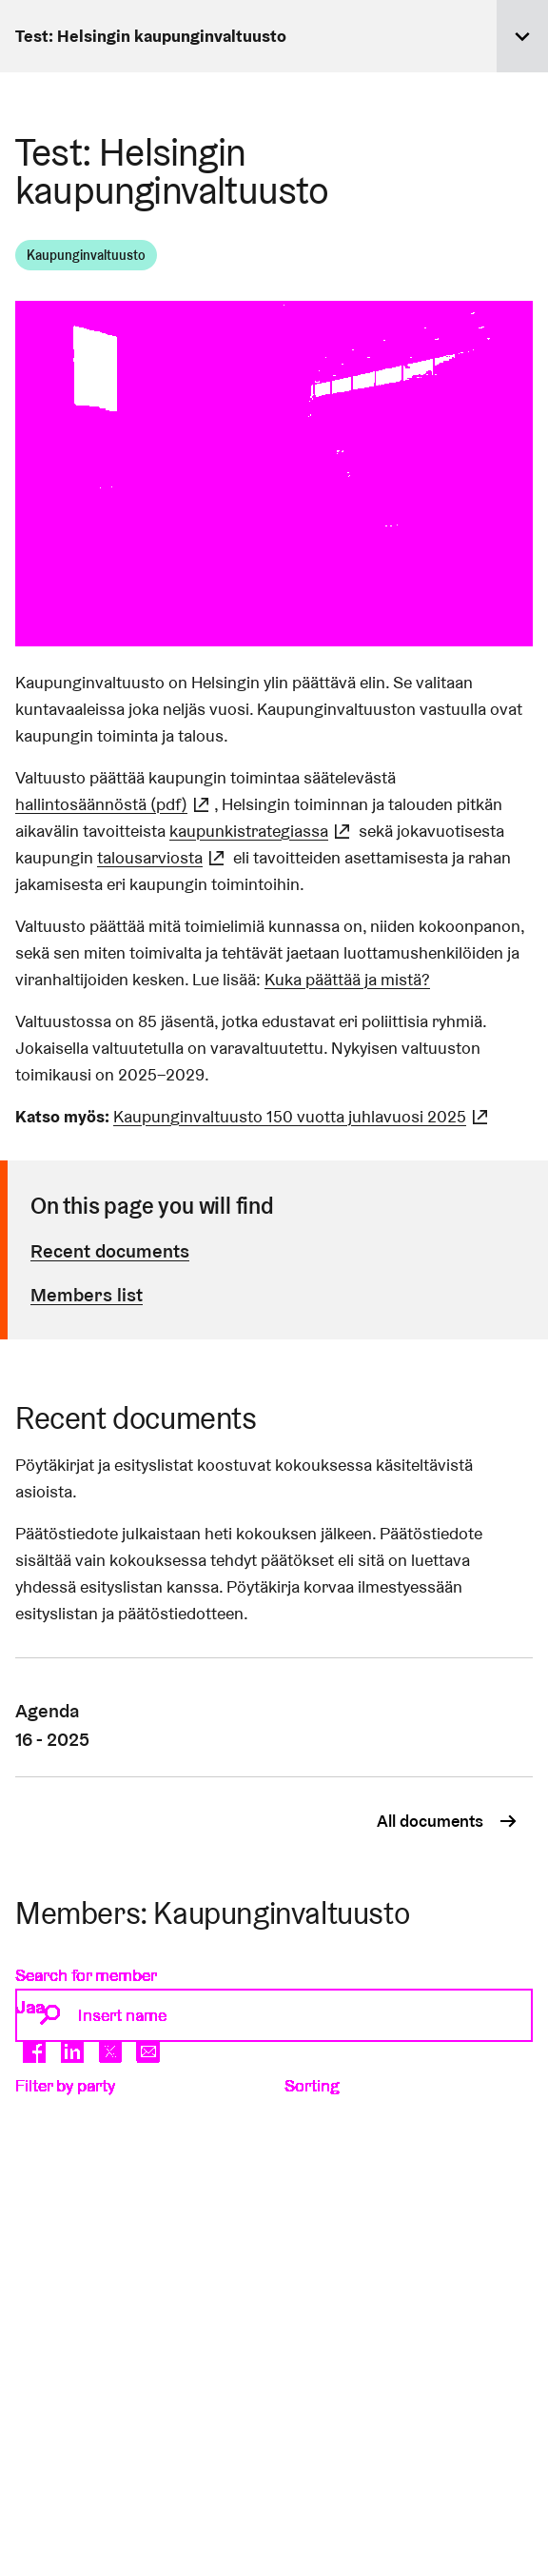 Test: Helsingin kaupunginvaltuusto
Test: Helsingin
kaupunginvaltuusto
Kaupunginvaltuusto
Kaupunginvaltuusto on Helsingin ylin päättävä elin. Se valitaan
kuntavaaleissa joka neljäs vuosi. Kaupunginvaltuuston vastuulla ovat
kaupungin toiminta ja talous.
Valtuusto päättää kaupungin toimintaa säätelevästä
hallintosäännöstä (pdf) , Helsingin toiminnan ja talouden pitkän
aikavälin tavoitteista kaupunkistrategiassa sekä jokavuotisesta
kaupungin talousarviosta eli tavoitteiden asettamisesta ja rahan
jakamisesta eri kaupungin toimintoihin.
Valtuusto päättää mitä toimielimiä kunnassa on, niiden kokoonpanon,
sekä sen miten toimivalta ja tehtävät jaetaan luottamushenkilöiden ja
viranhaltijoiden kesken. Lue lisää: Kuka päättää ja mistä?
Valtuustossa on 85 jäsentä, jotka edustavat eri poliittisia ryhmiä.
Jokaisella valtuutetulla on varavaltuutettu. Nykyisen valtuuston
toimikausi on 2025–2029.
Katso myös: Kaupunginvaltuusto 150 vuotta juhlavuosi 2025
On this page you will find
Recent documents
Members list
Recent documents
Pöytäkirjat ja esityslistat koostuvat kokouksessa käsiteltävistä
asioista.
Päätöstiedote julkaistaan heti kokouksen jälkeen. Päätöstiedote
sisältää vain kokouksessa tehdyt päätökset eli sitä on luettava
yhdessä esityslistan kanssa. Pöytäkirja korvaa ilmestyessään
esityslistan ja päätöstiedotteen.
Agenda
16 - 2025
All documents
Members: Kaupunginvaltuusto
Search for member
Jaa
Insert name
Filter by party
Sorting